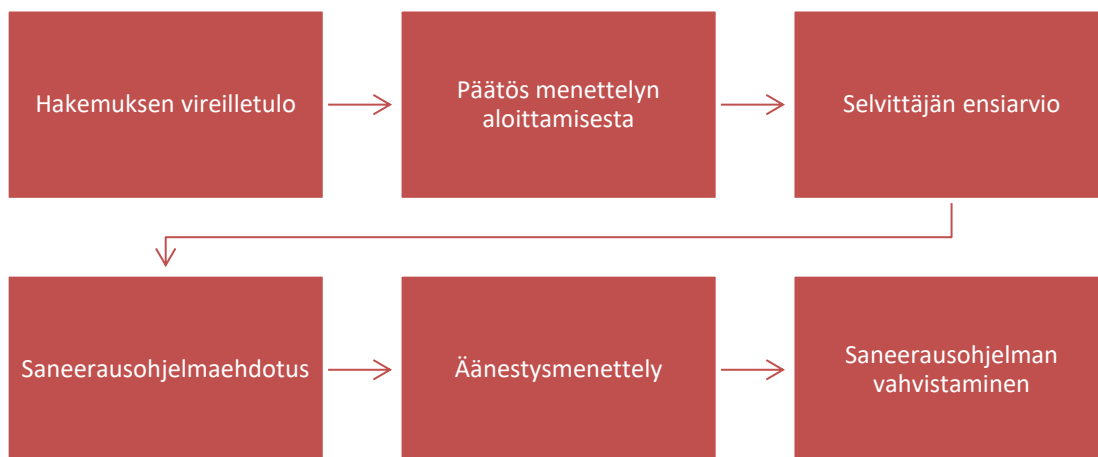 Hakemuksen vireilletulo
Päätös menettelyn
aloittamisesta
Selvittäjän ensiarvio
Saneerausohjelmaehdotus
Äänestysmenettely
Saneerausohjelman
vahvistaminen